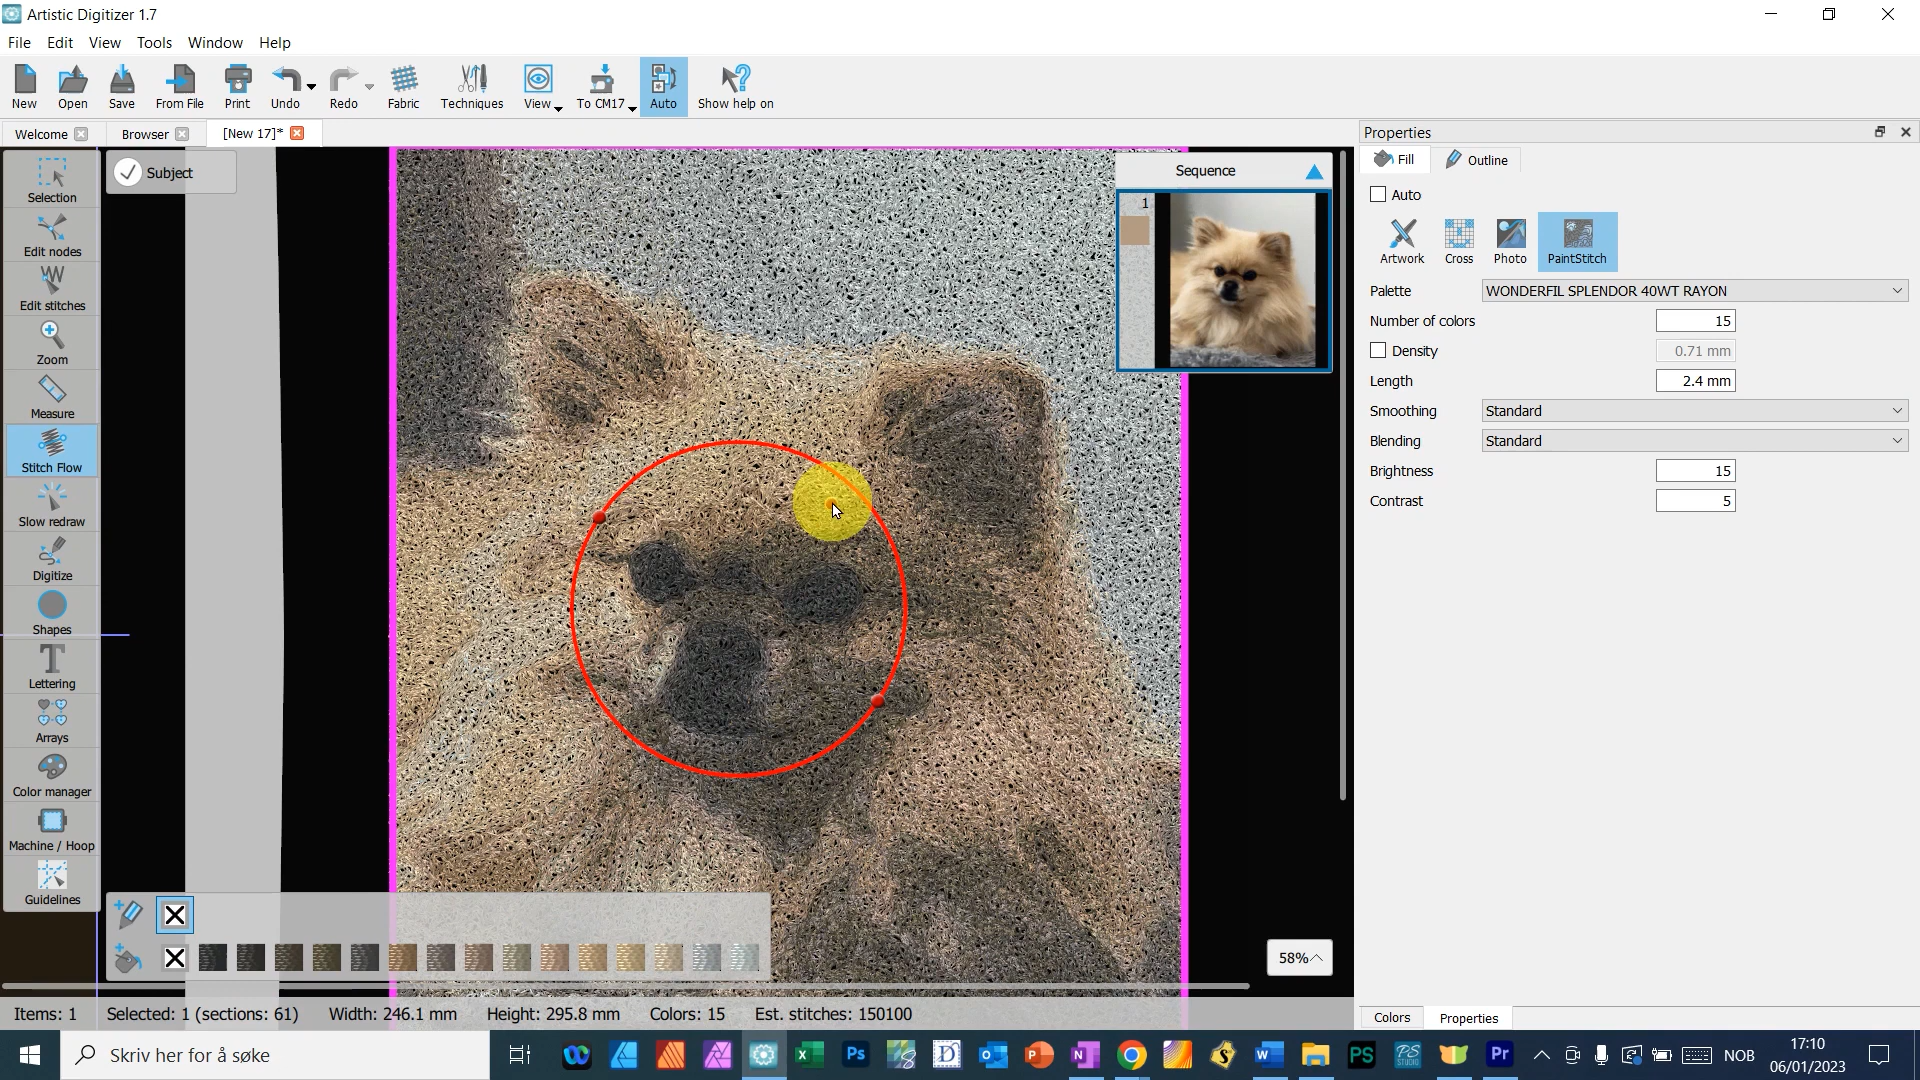 Artistic Digitizer 1.7
File Edit View Tools Window Help
New Open Save From File Print Undo Redo Fabric Techniques View To CM17 Auto Show help on
Welcome Browser [New 17]*
Properties
Selection
Edit nodes
Edit stitches
Zoom
Measure
Stitch Flow
Slow redraw
Digitize
Shapes
Lettering
Arrays
Color manager
Machine / Hoop
Guidelines
Subject
Sequence
1
58%
Fill Outline
Auto
Artwork Cross Photo PaintStitch
Palette WONDERFIL SPLENDOR 40WT RAYON
Number of colors 15
Density 0.71 mm
Length 2.4 mm
Smoothing Standard
Blending Standard
Brightness 15
Contrast 5
Items: 1 Selected: 1 (sections: 61) Width: 246.1 mm Height: 295.8 mm Colors: 15 Est. stitches: 150100
Colors Properties
Skriv her for å søke
NOB
17:10
06/01/2023